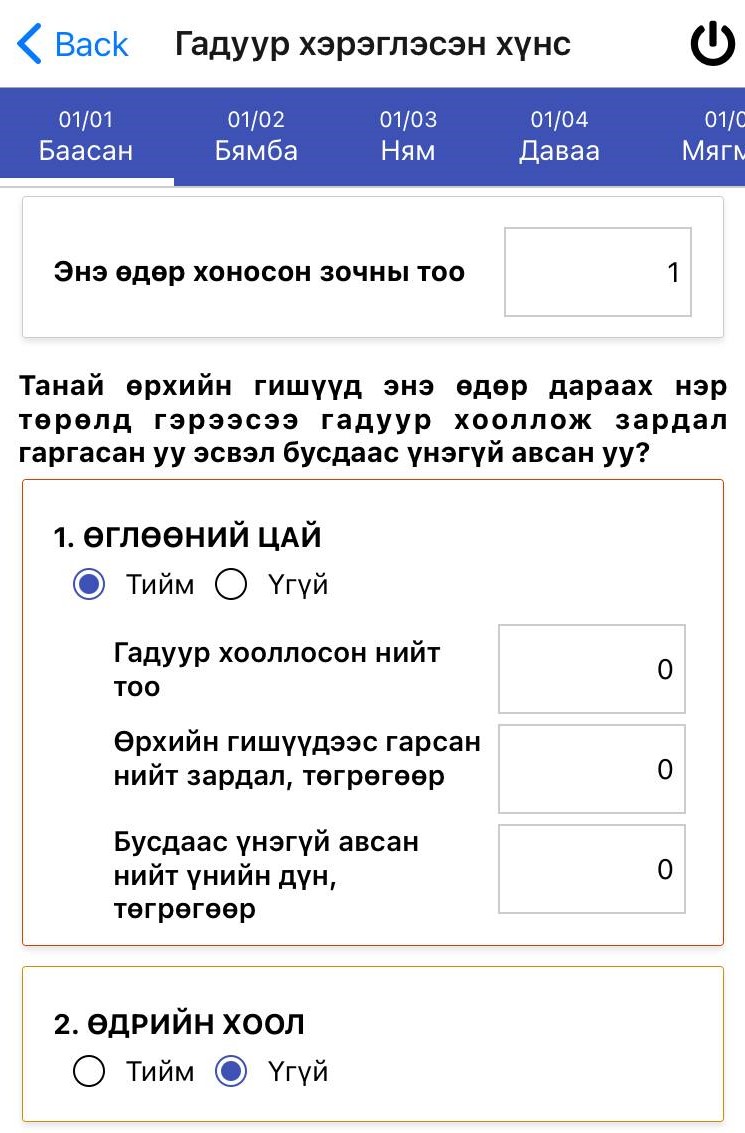 Back Гадуур хэрэглэсэн хүнс
01/01 01/02 01/03 01/04 01/0
Баасан Бямба Ням Даваа Мягм
Энэ өдөр хоносон зочны тоо 1
Танай өрхийн гишүүд энэ өдөр дараах нэр
төрөлд гэрээсээ гадуур хооллож зардал
гаргасан уу эсвэл бусдаас үнэгүй авсан уу?
1. ӨГЛӨӨНИЙ ЦАЙ
Тийм Үгүй
Гадуур хооллосон нийт
тоо 0
Өрхийн гишүүдээс гарсан
нийт зардал, төгрөгөөр 0
Бусдаас үнэгүй авсан
нийт үнийн дүн, 0
төгрөгөөр
2. ӨДРИЙН ХООЛ
Тийм Үгүй